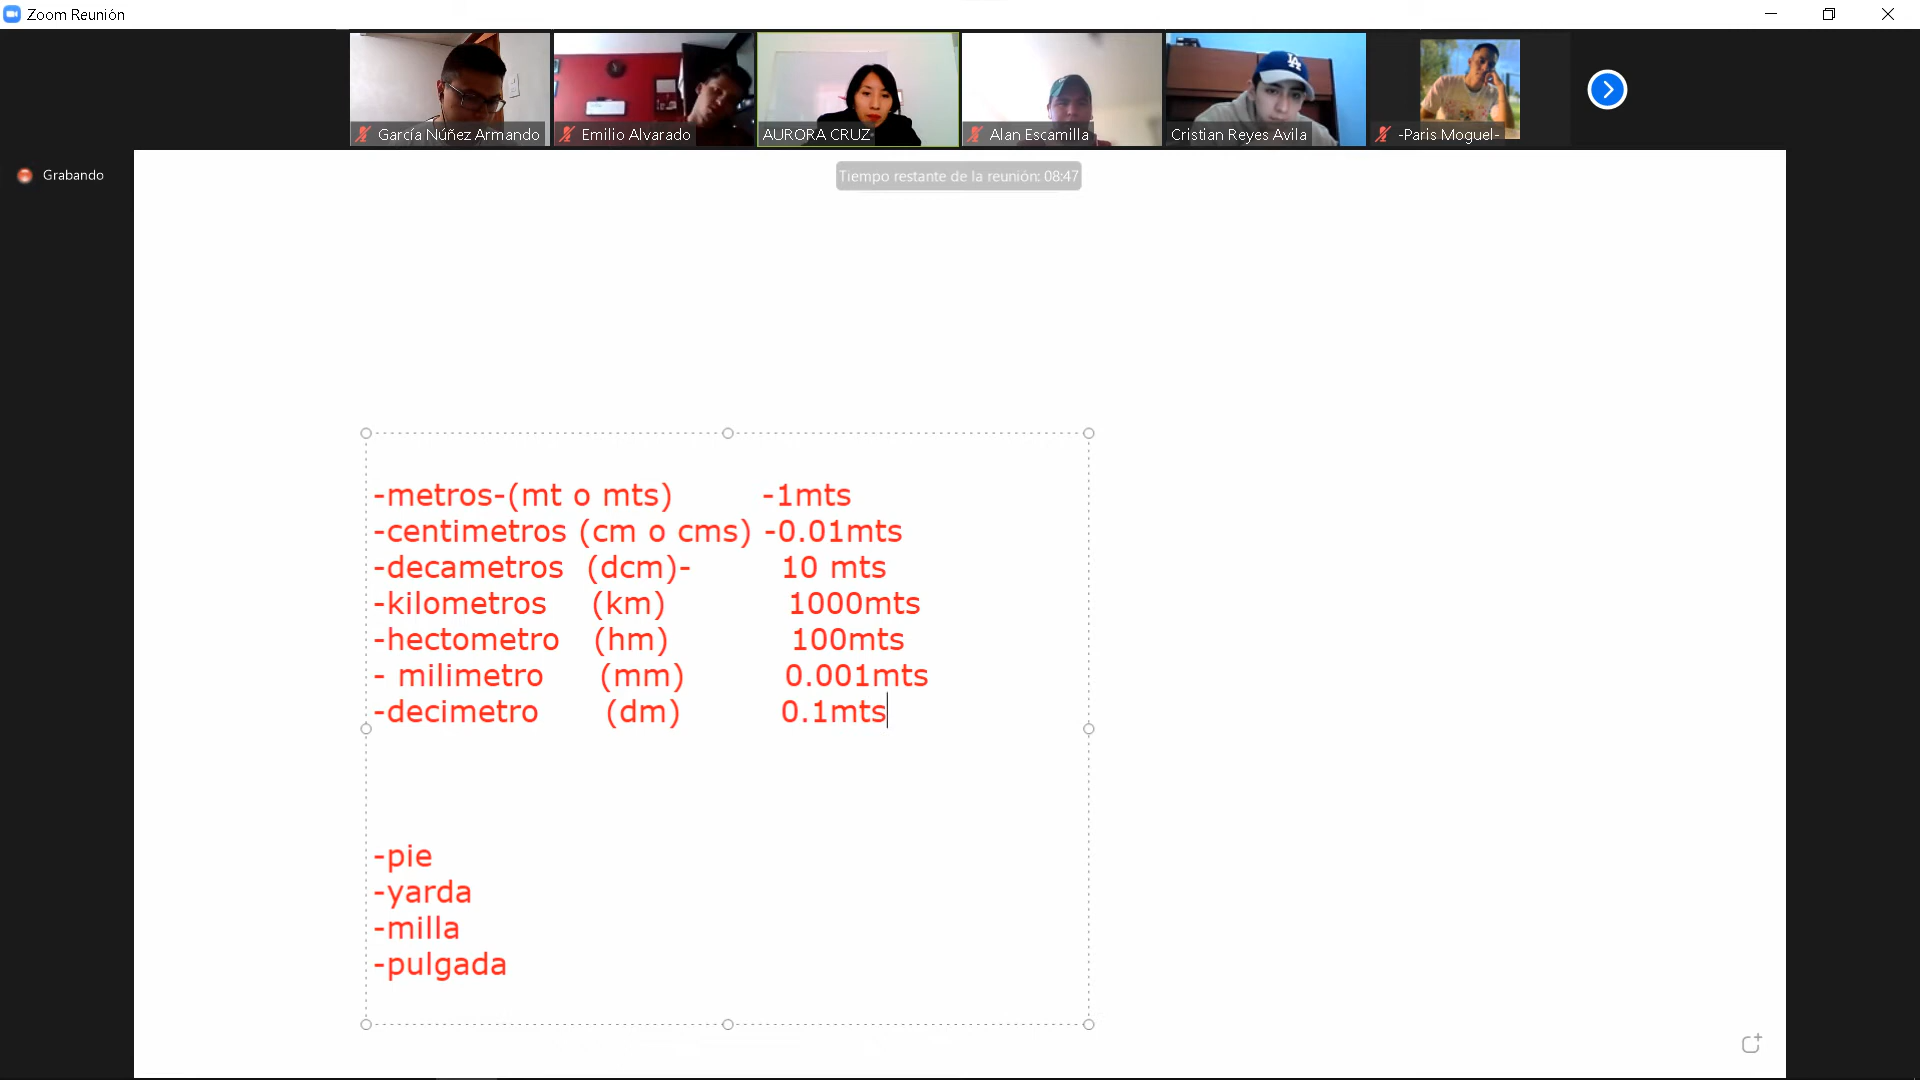 Zoom Reunión
García Núñez Armando
Emilio Alvarado
AURORA CRUZ
Alan Escamilla
Cristian Reyes Avila
-Paris Moguel-
LA
Grabando
Tiempo restante de la reunión: 08:47
-metros-(mt o mts) -1mts
-centimetros (cm o cms) -0.01mts
-decametros (dcm)- 10 mts
-kilometros (km) 1000mts
-hectometro (hm) 100mts
- milimetro (mm) 0.001mts
-decimetro (dm) 0.1mts
-pie
-yarda
-milla
-pulgada